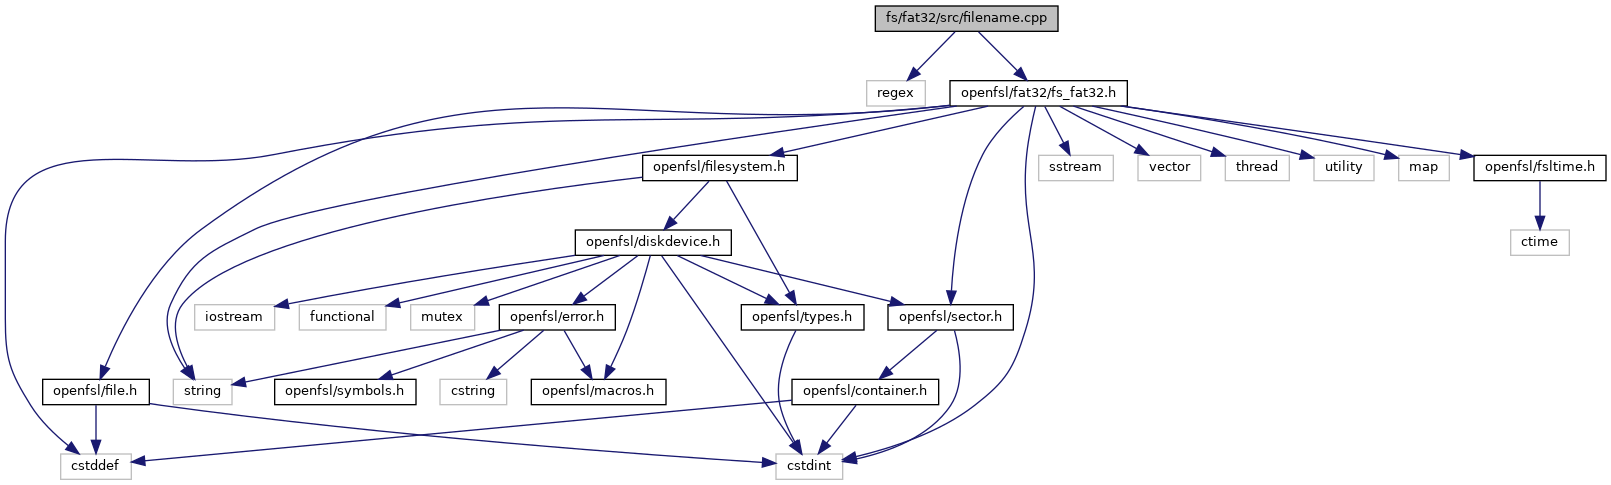 fs/fat32/src/filename.cpp
regex
openfsl/fat32/fs_fat32.h
openfsl/filesystem.h
sstream
vector
thread
utility
map
openfsl/fsltime.h
openfsl/diskdevice.h
ctime
iostream
functional
mutex
openfsl/error.h
openfsl/types.h
openfsl/sector.h
openfsl/file.h
string
openfsl/symbols.h
cstring
openfsl/macros.h
openfsl/container.h
cstddef
cstdint